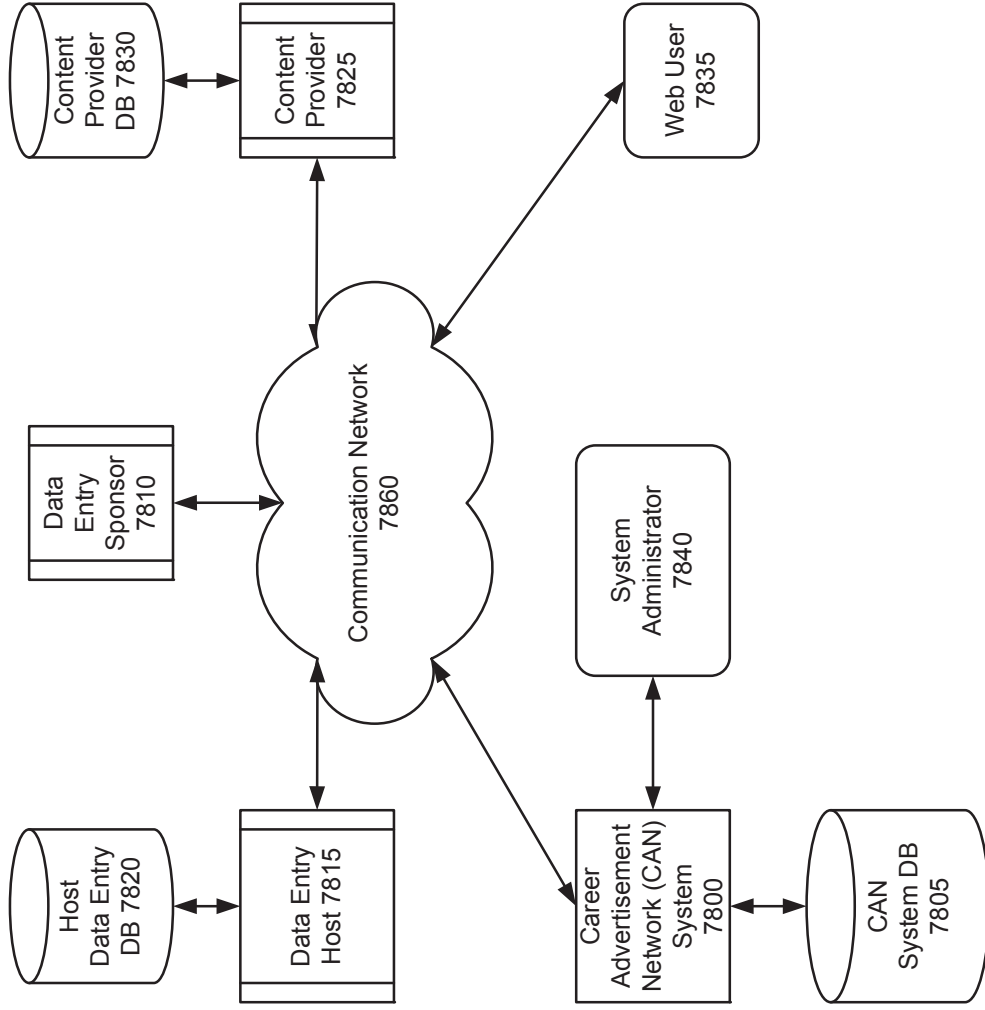 Host
Data Entry
DB 7820
Data Entry
Host 7815
Career
Advertisement
Network (CAN)
System
7800
CAN
System DB
7805
System
Administrator
7840
Data
Entry
Sponsor
7810
Communication Network
7860
Content
Provider
DB 7830
Content
Provider
7825
Web User
7835